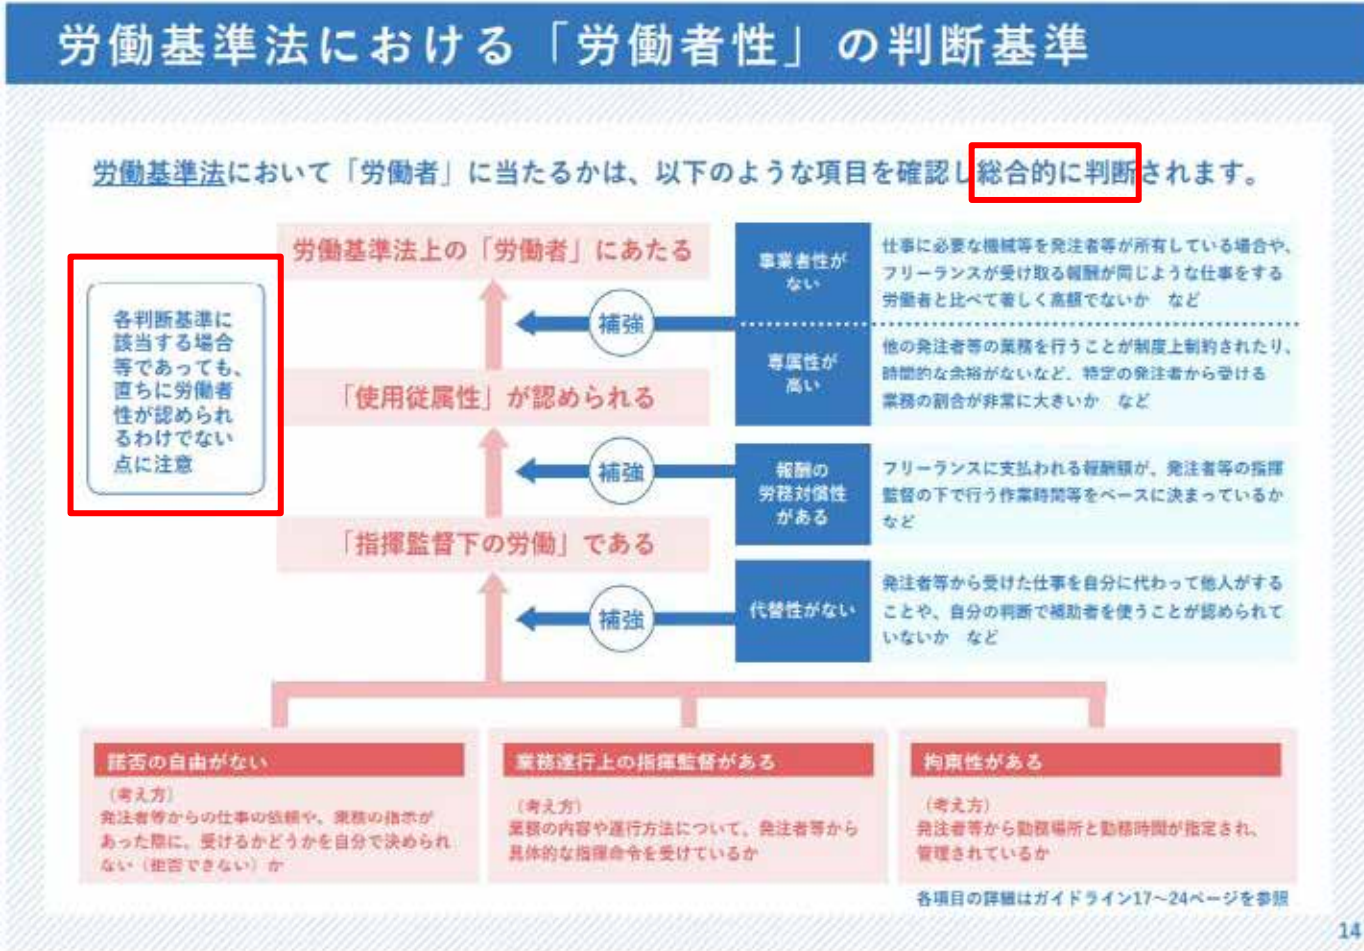 労働基準法における「労働者性」の判断基準
労働基準法において「労働者」に当たるかは、以下のような項目を確認し総合的に判断されます。
各判断基準に
該当する場合
等であっても、
直ちに労働者
性が認められ
るわけでない
点に注意
労働基準法上の「労働者」にあたる
補強
事業者性が
ない
仕事に必要な機械等を発注者等が所有している場合や、
フリーランスが受け取る報酬が同じような仕事をする
労働者と比べて著しく高額でないか など
専属性が
高い
他の発注者等の業務を行うことが制度上制約されたり、
時間的な余裕がないなど、特定の発注者から受ける
業務の割合が非常に大きいか など
「使用従属性」が認められる
補強
報酬の
労務対償性
がある
フリーランスに支払われる報酬額が、発注者等の指揮
監督の下で行う作業時間等をベースに決まっているか
など
「指揮監督下の労働」である
補強
代替性がない
発注者等から受けた仕事を自分に代わって他人がする
ことや、自分の判断で補助者を使うことが認められて
いないか など
諾否の自由がない
（考え方）
発注者等からの仕事の依頼や、業務の指示が
あった際に、受けるかどうかを自分で決められ
ない（拒否できない）か
業務遂行上の指揮監督がある
（考え方）
業務の内容や遂行方法について、発注者等から
具体的な指揮命令を受けているか
拘束性がある
（考え方）
発注者等から勤務場所と勤務時間が指定され、
管理されているか
各項目の詳細はガイドライン17～24ページを参照
14